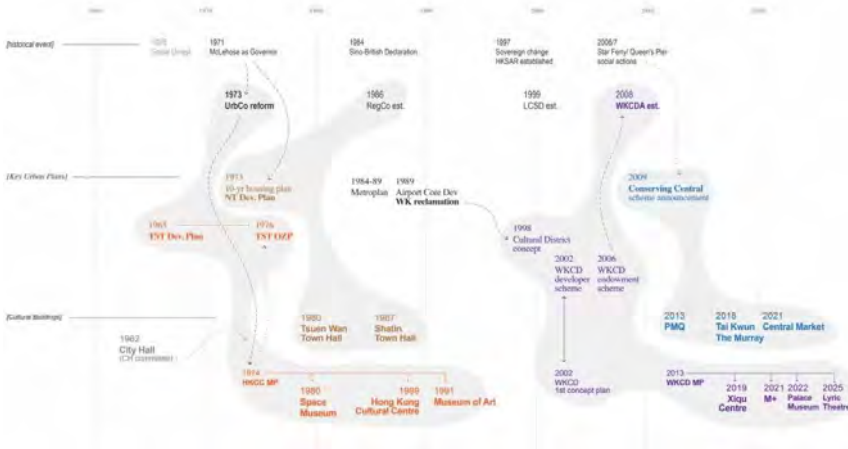 [historical event]
1971
McLehose as Governor
1984
Sino-British Declaration
1997
Sovereign change
HKSAR established
2006/7
Star Ferry/ Queen's Pier
social actions
1973
UrbCo reform
1986
RegCo est.
1999
LCSD est.
2008
WKCDA est.
[Key Urban Plans]
1973
10-yr housing plan
NT Dev. Plan
1984-89
Metroplan
1989
Airport Core Dev
WK reclamation
2009
Conserving Central
scheme announcement
TST Dev. Plan
1976
TST OZP
1998
Cultural District
concept
2002
WKCD
developer
scheme
2006
WKCD
endowment
scheme
[Cultural Buildings]
1962
City Hall
1980
Tsuen Wan
Town Hall
1987
Shatin
Town Hall
2013
PMQ
2018
Tai Kwun
The Murray
2021
Central Market
1974
HKCC MP
1980
Space
Museum
1989
Hong Kung
Cultural Centre
1991
Museum of Art
2002
WKCD
1st concept plan
2013
WKCD MP
2019
Xiqu
Centre
2021
M+
2022
Palace
Museum
2025
Lyric
Theatre